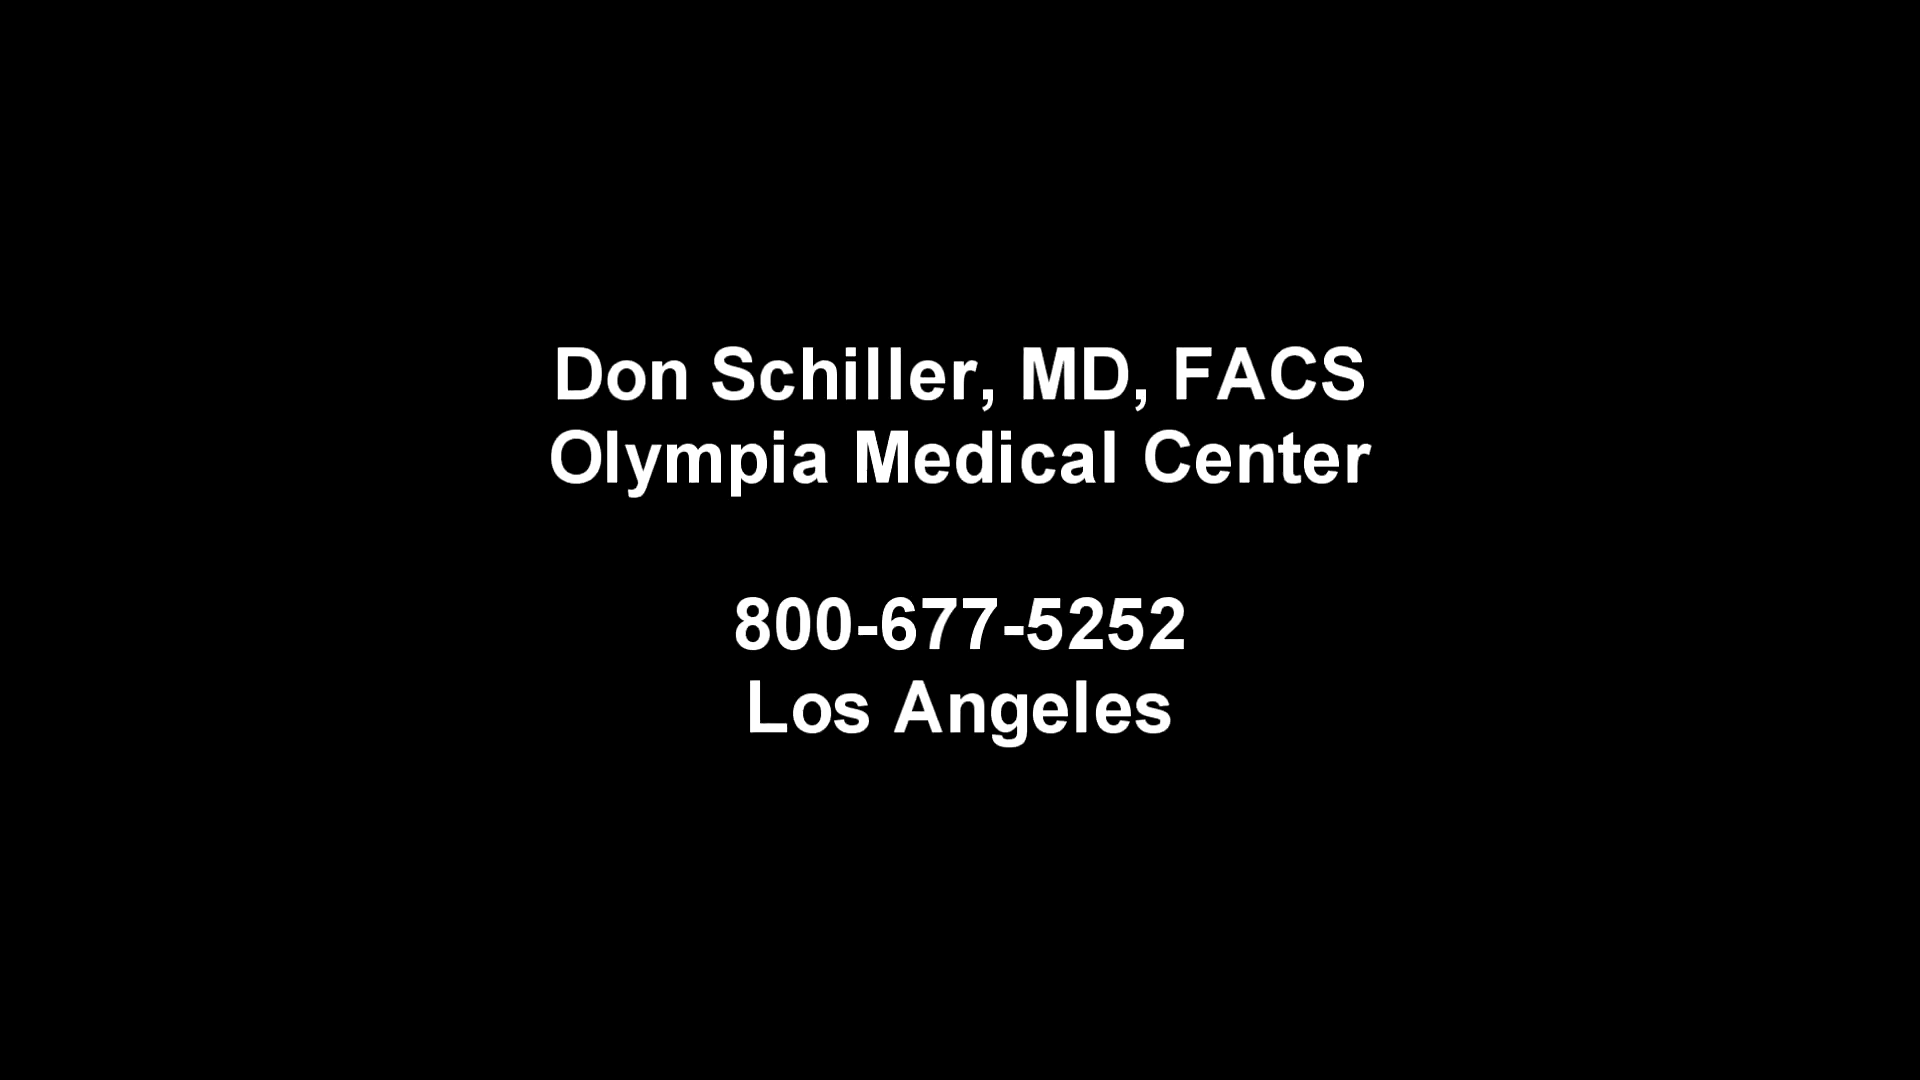 Don Schiller, MD, FACS
Olympia Medical Center
800-677-5252
Los Angeles